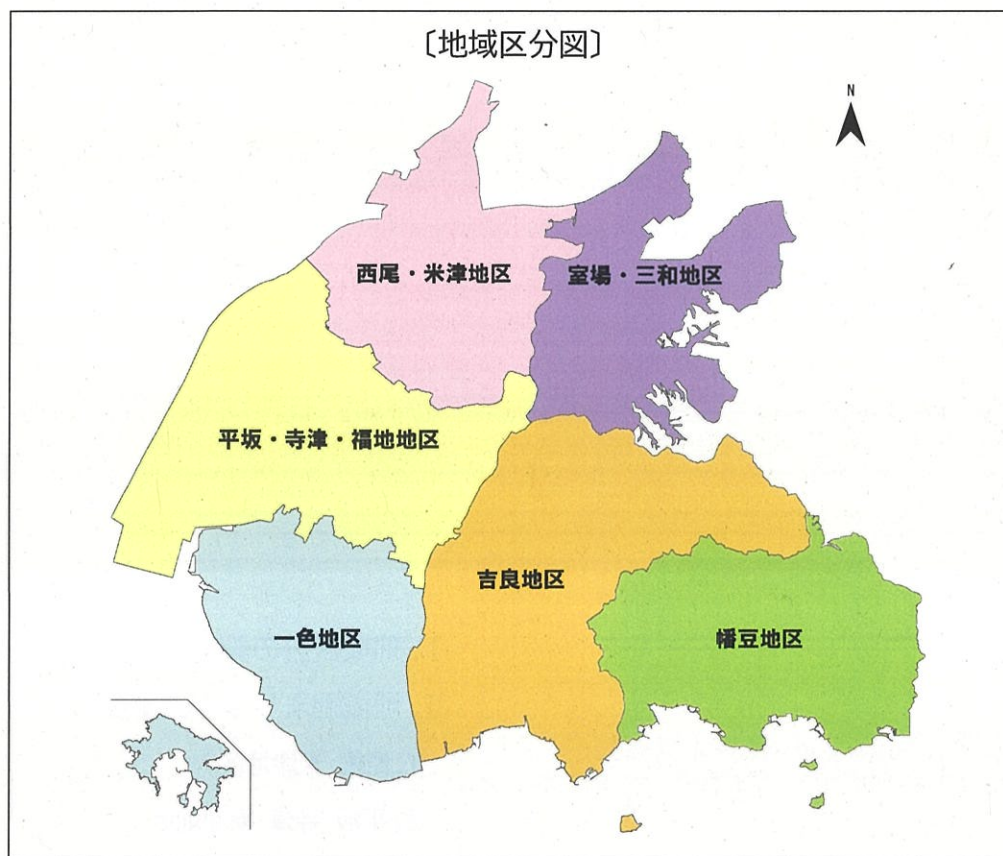 〔地域区分図〕
N
西尾・米津地区
室場・三和地区
平坂・寺津・福地地区
吉良地区
一色地区
幡豆地区